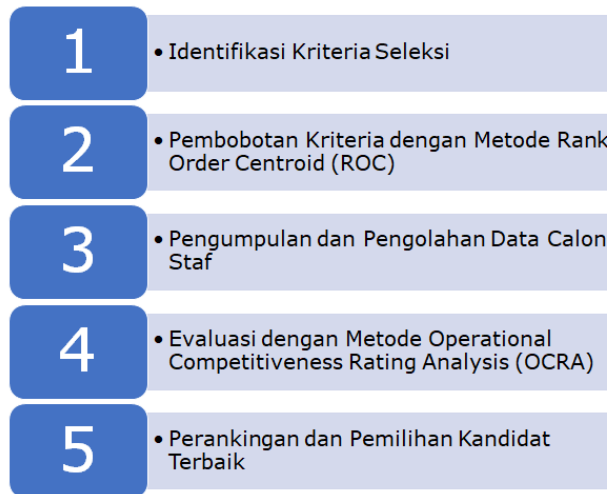 1
• Identifikasi Kriteria Seleksi
2
• Pembobotan Kriteria dengan Metode Rank
Order Centroid (ROC)
3
• Pengumpulan dan Pengolahan Data Calon
Staf
4
• Evaluasi dengan Metode Operational
Competitiveness Rating Analysis (OCRA)
5
• Perankingan dan Pemilihan Kandidat
Terbaik